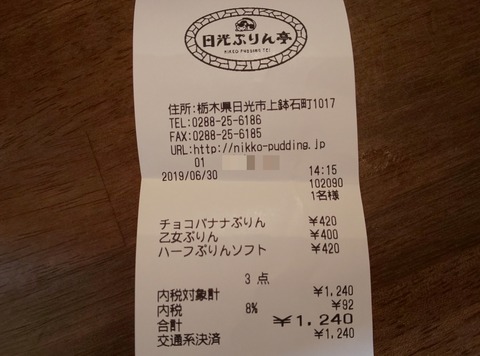 日光ぷりん亭
NIKKO PUDDING TEI
住所:栃木県日光市上鉢石町1017
TEL:0288-25-6186
FAX:0288-25-6185
URL:http://nikko-pudding.jp
01
2019/06/30 14:15
102090
1名様
チョコバナナぷりん ¥420
乙女ぷりん ¥400
ハーフぷりんソフト ¥420
3 点
内税対象計 ¥1,240
内税 8% ¥92
合計 ¥1,240
交通系決済 ¥1,240